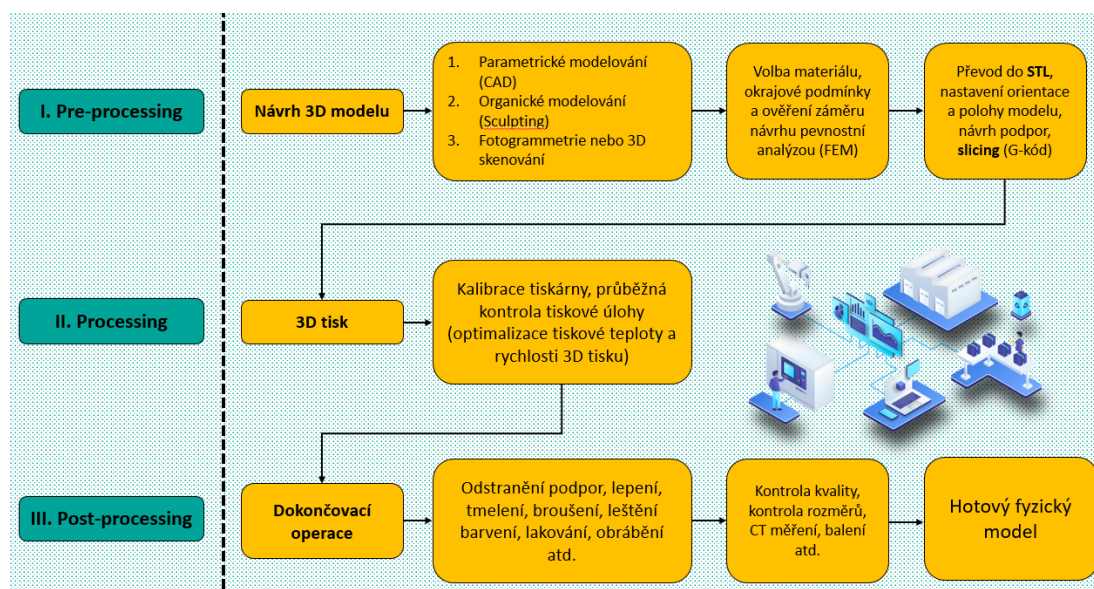 I. Pre-processing
Návrh 3D modelu
1. Parametrické modelování
(CAD)
2. Organické modelování
(Sculpting)
3. Fotogrammetrie nebo 3D
skenování
Volba materiálu,
okrajové podmínky
a ověření záměru
návrhu pevnostní
analýzou (FEM)
Převod do STL,
nastavení orientace
a polohy modelu,
návrh podpor,
slicing (G-kód)
II. Processing
3D tisk
Kalibrace tiskárny, průběžná
kontrola tiskové úlohy
(optimalizace tiskové teploty a
rychlosti 3D tisku)
III. Post-processing
Dokončovací
operace
Odstranění podpor, lepení,
tmelení, broušení, leštění
barvení, lakování, obrábění
atd.
Kontrola kvality,
kontrola rozměrů,
CT měření, balení
atd.
Hotový fyzický
model